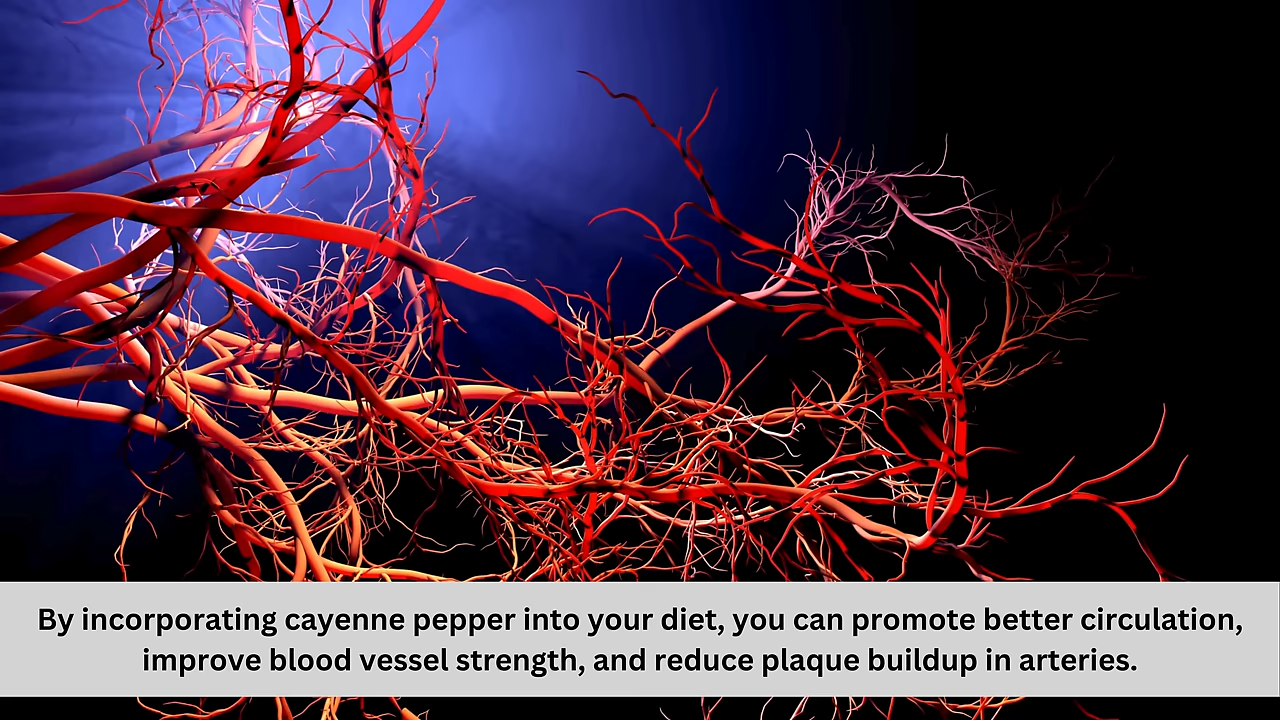 By incorporating cayenne pepper into your diet, you can promote better circulation,
improve blood vessel strength, and reduce plaque buildup in arteries.